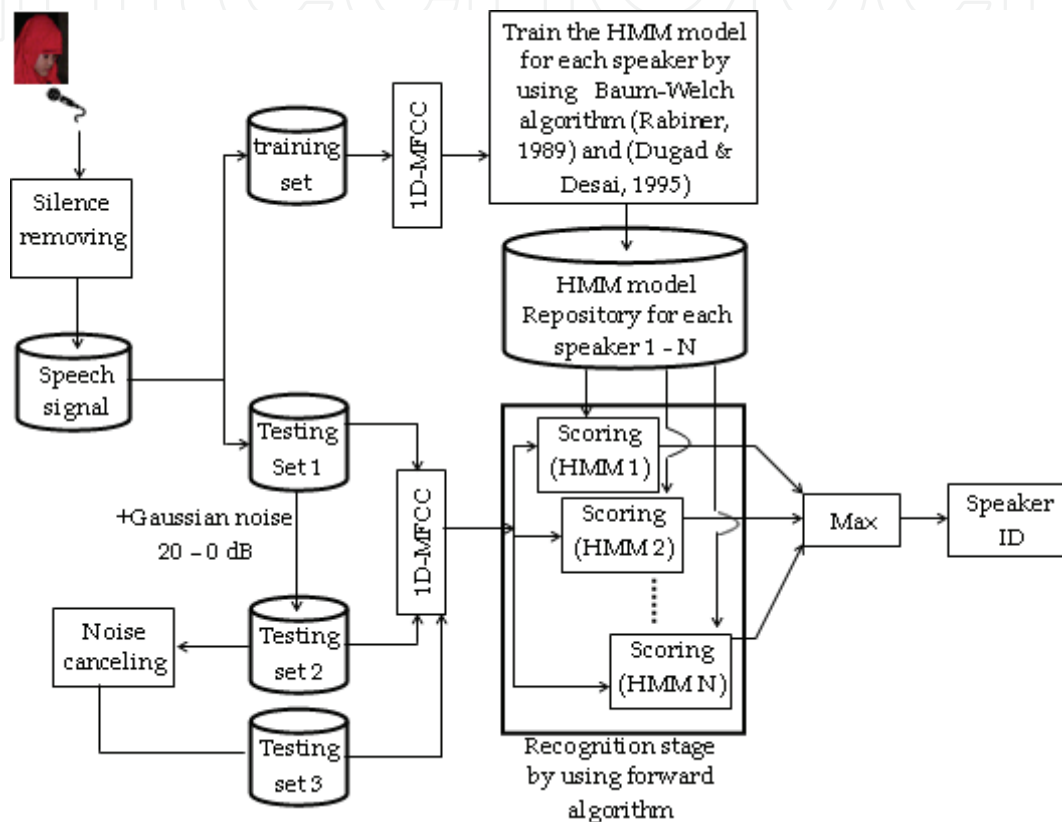 Train the HMM model
for each speaker by
using Baum-Welch
algorithm (Rabiner,
1989) and (Dugad &
Desai, 1995)
training
set
1D-MFCC
Silence
removing
HMM model
Repository for each
speaker 1 - N
Speech
signal
Testing
Set 1
Scoring
(HMM 1)
+Gaussian noise
20 - 0 dB
1D-MFCC
Scoring
(HMM 2)
Max
Speaker
ID
Noise
canceling
Testing
set 2
Scoring
(HMM N)
Testing
set 3
Recognition stage
by using forward
algorithm